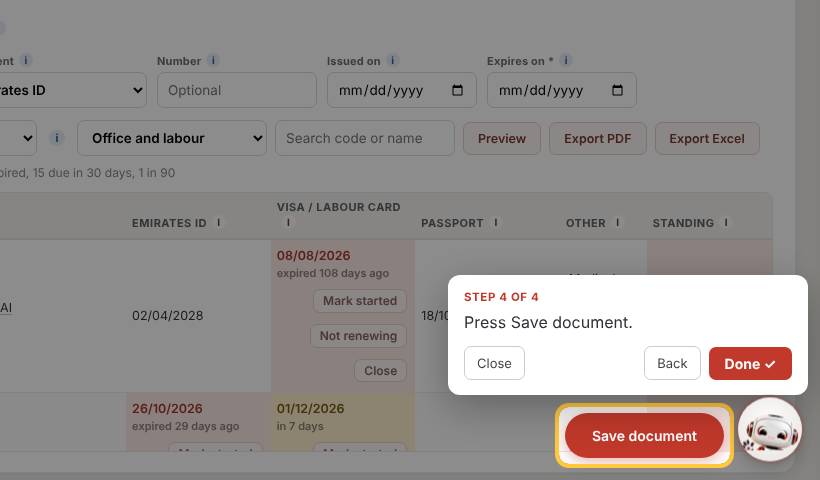 Number i
Issued on i
Expires on * i
rates ID
Optional
mm/dd/yyyy
mm/dd/yyyy
i
Office and labour
Search code or name
Preview
Export PDF
Export Excel
15 due in 30 days, 1 in 90
EMIRATES ID i
VISA / LABOUR CARD i
PASSPORT i
OTHER i
STANDING i
08/08/2026
expired 108 days ago
Mark started
Not renewing
Close
AI
02/04/2028
18/10
STEP 4 OF 4
Press Save document.
Close
Back
Done ✓
26/10/2026
expired 29 days ago
01/12/2026
in 7 days
Save document